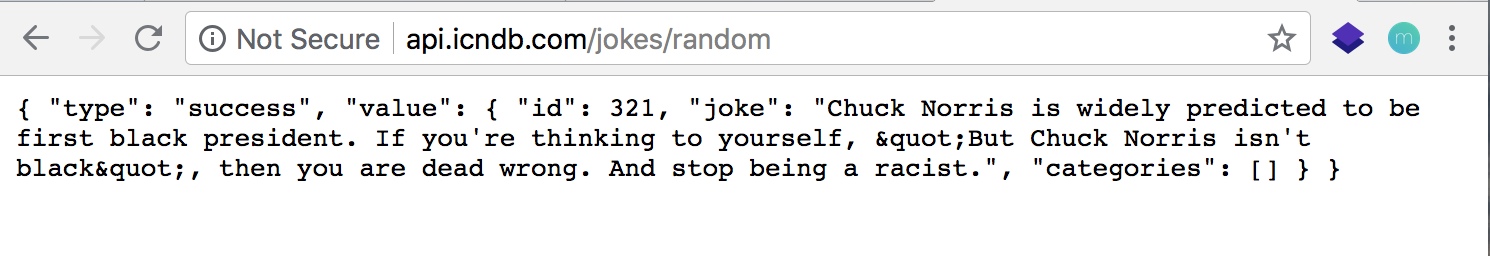 Not Secure api.icndb.com/jokes/random m
{ "type": "success", "value": { "id": 321, "joke": "Chuck Norris is widely predicted to be
first black president. If you're thinking to yourself, &quot;But Chuck Norris isn't
black&quot;, then you are dead wrong. And stop being a racist.", "categories": [] } }